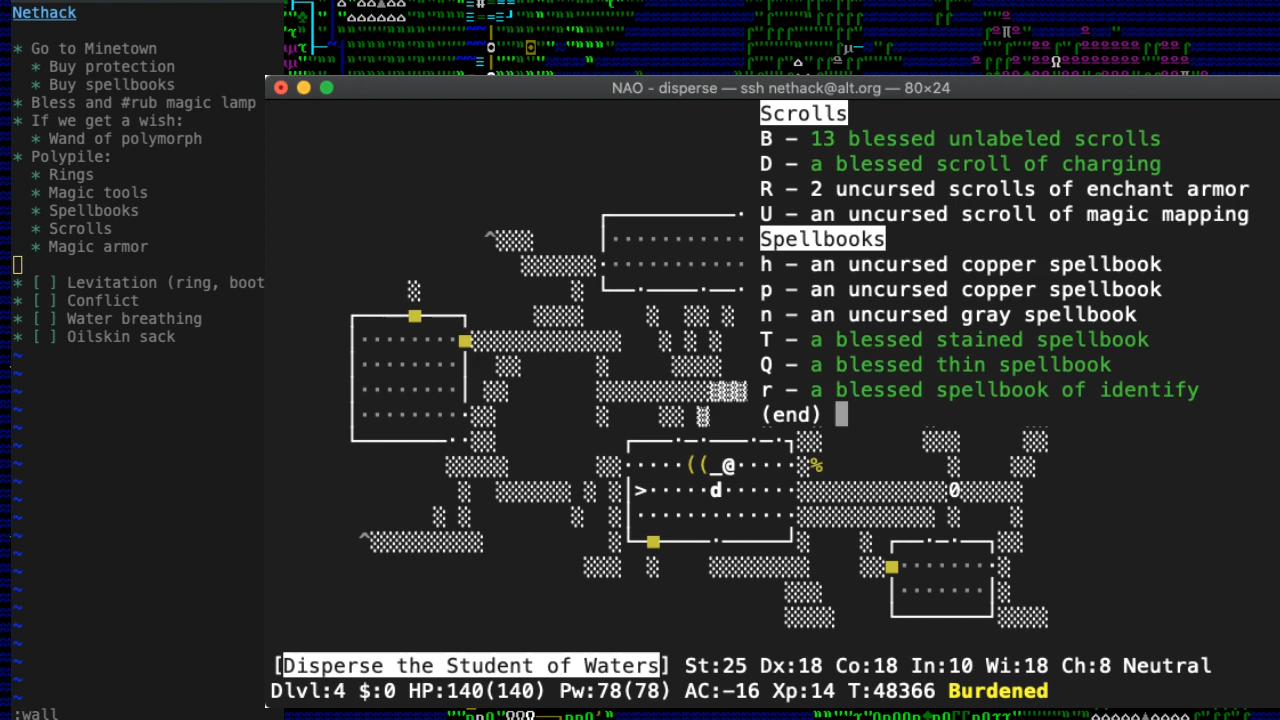 Nethack
* Go to Minetown
* Buy protection
* Buy spellbooks
* Bless and #rub magic lamp
* If we get a wish:
* Wand of polymorph
* Polypile:
* Rings
* Magic tools
* Spellbooks
* Scrolls
* Magic armor
* [ ] Levitation (ring, boot
* [ ] Conflict
* [ ] Water breathing
* [ ] Oilskin sack
:wall
NAO - disperse — ssh nethack@alt.org — 80×24
Scrolls
B - 13 blessed unlabeled scrolls
D - a blessed scroll of charging
R - 2 uncursed scrolls of enchant armor
U - an uncursed scroll of magic mapping
Spellbooks
h - an uncursed copper spellbook
p - an uncursed copper spellbook
n - an uncursed gray spellbook
T - a blessed stained spellbook
Q - a blessed thin spellbook
r - a blessed spellbook of identify
(end)
[Disperse the Student of Waters] St:25 Dx:18 Co:18 In:10 Wi:18 Ch:8 Neutral
Dlvl:4 $:0 HP:140(140) Pw:78(78) AC:-16 Xp:14 T:48366 Burdened